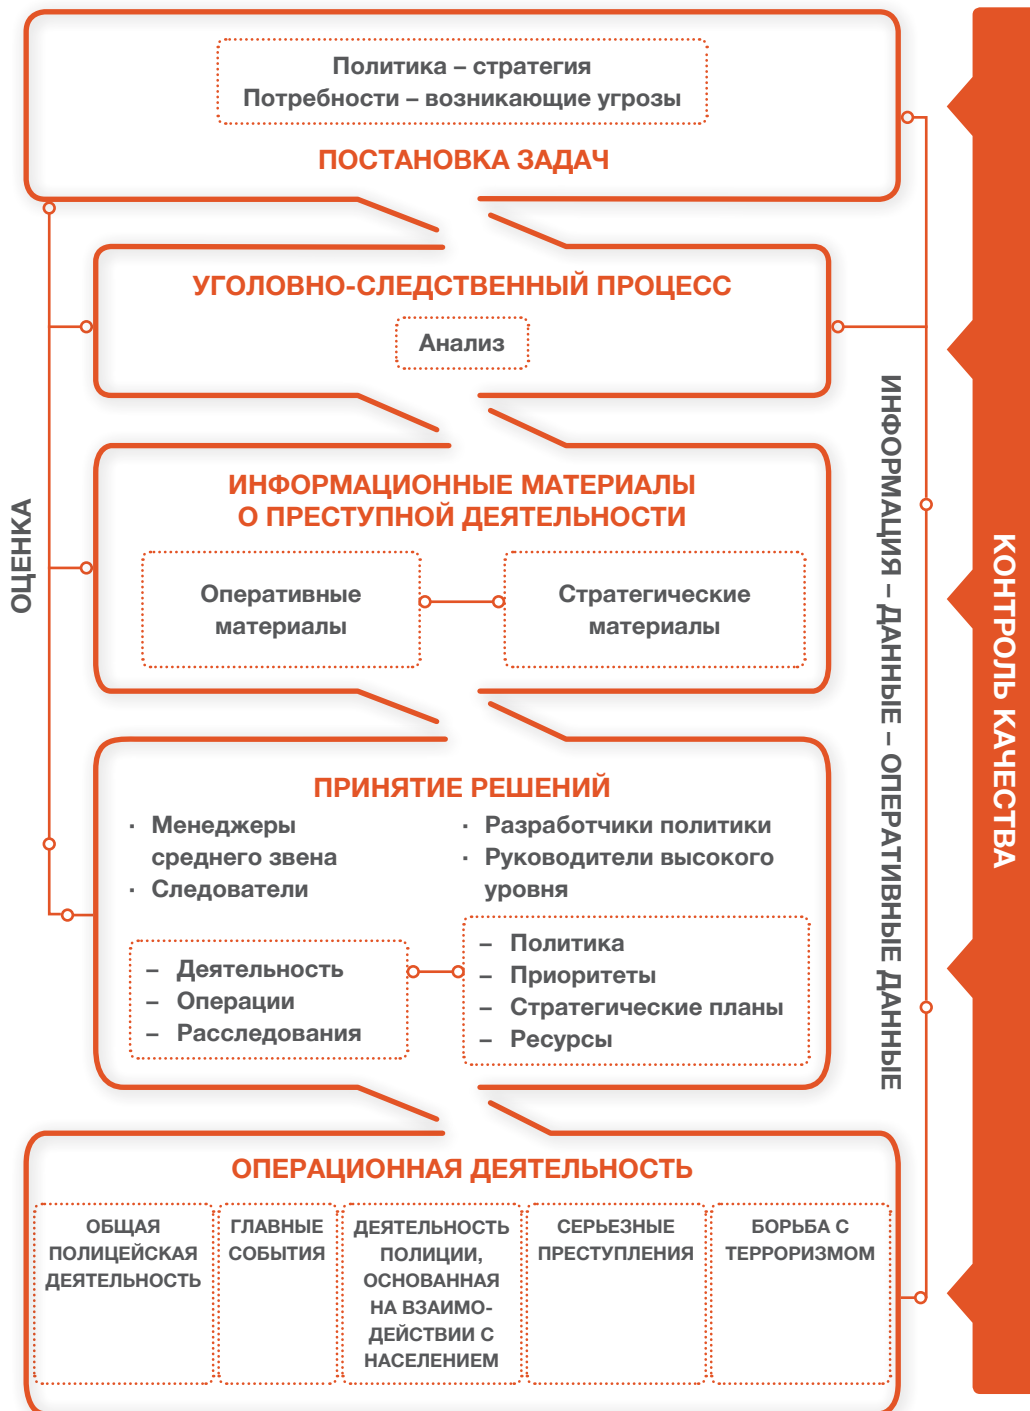 Политика – стратегия
Потребности – возникающие угрозы
ПОСТАНОВКА ЗАДАЧ
УГОЛОВНО-СЛЕДСТВЕННЫЙ ПРОЦЕСС
Анализ
ИНФОРМАЦИОННЫЕ МАТЕРИАЛЫ
О ПРЕСТУПНОЙ ДЕЯТЕЛЬНОСТИ
Оперативные
материалы
Стратегические
материалы
ПРИНЯТИЕ РЕШЕНИЙ
· Менеджеры
среднего звена
· Следователи
· Разработчики политики
· Руководители высокого
уровня
– Деятельность
– Операции
– Расследования
– Политика
– Приоритеты
– Стратегические планы
– Ресурсы
ОПЕРАЦИОННАЯ ДЕЯТЕЛЬНОСТЬ
ОБЩАЯ
ПОЛИЦЕЙСКАЯ
ДЕЯТЕЛЬНОСТЬ
ГЛАВНЫЕ
СОБЫТИЯ
ДЕЯТЕЛЬНОСТЬ
ПОЛИЦИИ,
ОСНОВАННАЯ
НА ВЗАИМО-
ДЕЙСТВИИ С
НАСЕЛЕНИЕМ
СЕРЬЕЗНЫЕ
ПРЕСТУПЛЕНИЯ
БОРЬБА С
ТЕРРОРИЗМОМ
ОЦЕНКА
ИНФОРМАЦИЯ – ДАННЫЕ – ОПЕРАТИВНЫЕ ДАННЫЕ
КОНТРОЛЬ КАЧЕСТВА